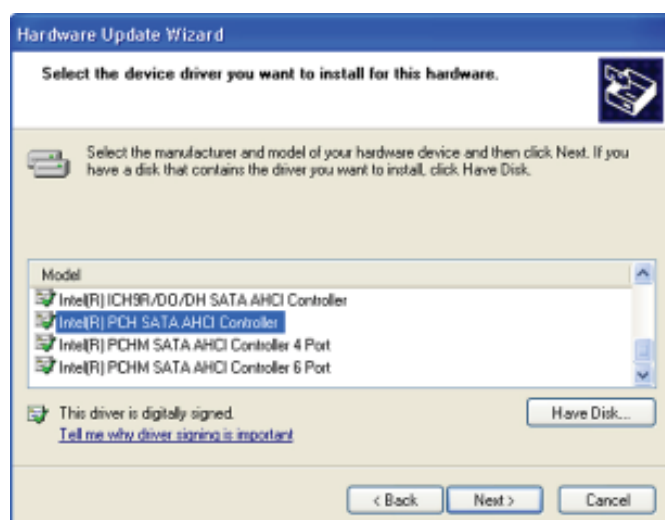 Hardware Update Wizard
Select the device driver you want to install for this hardware.
Select the manufacturer and model of your hardware device and then click Next. If you
have a disk that contains the driver you want to install, click Have Disk.
Model
Intel(R) ICH9R/DO/DH SATA AHCI Controller
Intel(R) PCH SATA AHCI Controller
Intel(R) PCHM SATA AHCI Controller 4 Port
Intel(R) PCHM SATA AHCI Controller 6 Port
This driver is digitally signed.
Have Disk...
Tell me why driver signing is important
< Back
Next >
Cancel